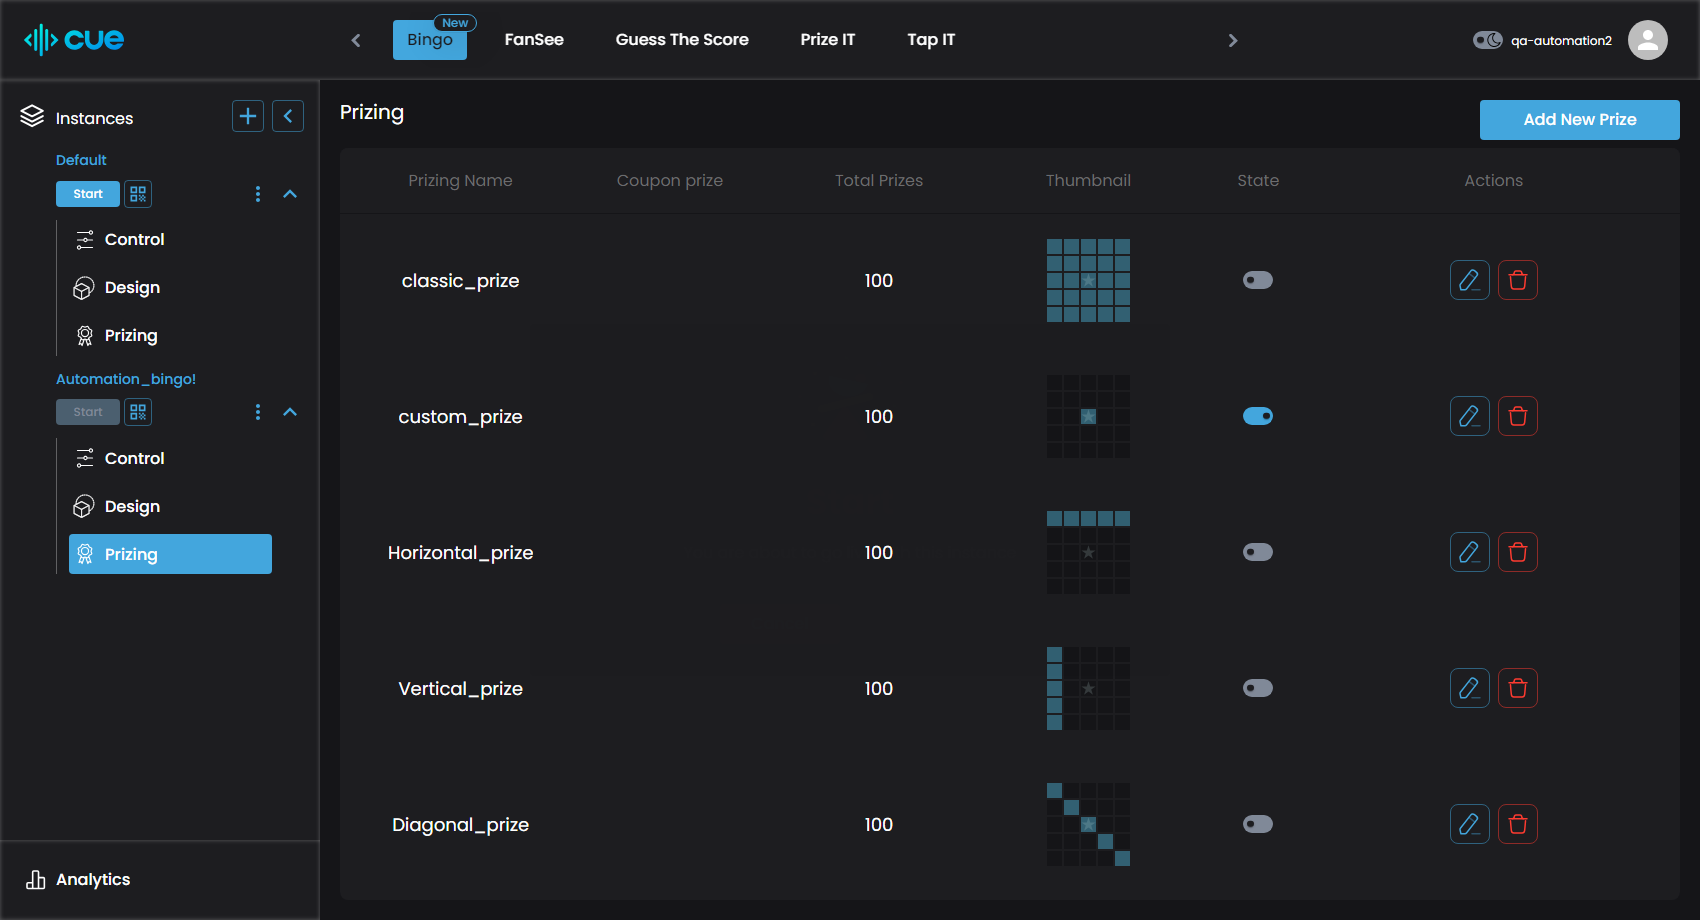 cue
New
Bingo
FanSee
Guess The Score
Prize IT
Tap IT
qa-automation2
Instances
Default
Start
Control
Design
Prizing
Automation_bingo!
Start
Control
Design
Prizing
Analytics
Prizing
Add New Prize
Prizing Name Coupon prize Total Prizes Thumbnail State Actions
classic_prize 100
custom_prize 100
Horizontal_prize 100
Vertical_prize 100
Diagonal_prize 100